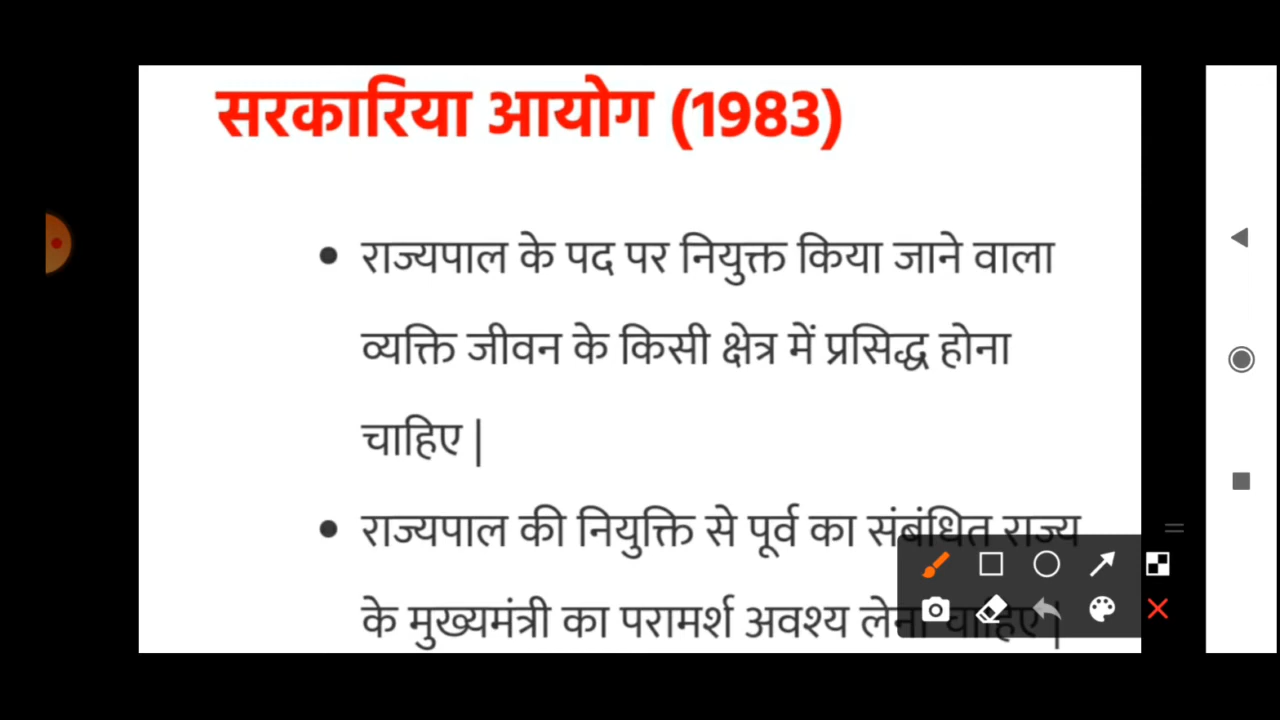 सरकारिया आयोग (1983)
• राज्यपाल के पद पर नियुक्त किया जाने वाला
व्यक्ति जीवन के किसी क्षेत्र में प्रसिद्ध होना
चाहिए |
• राज्यपाल की नियुक्ति से पूर्व का संबंधित राज्य
के मुख्यमंत्री का परामर्श अवश्य लेना चाहिए |